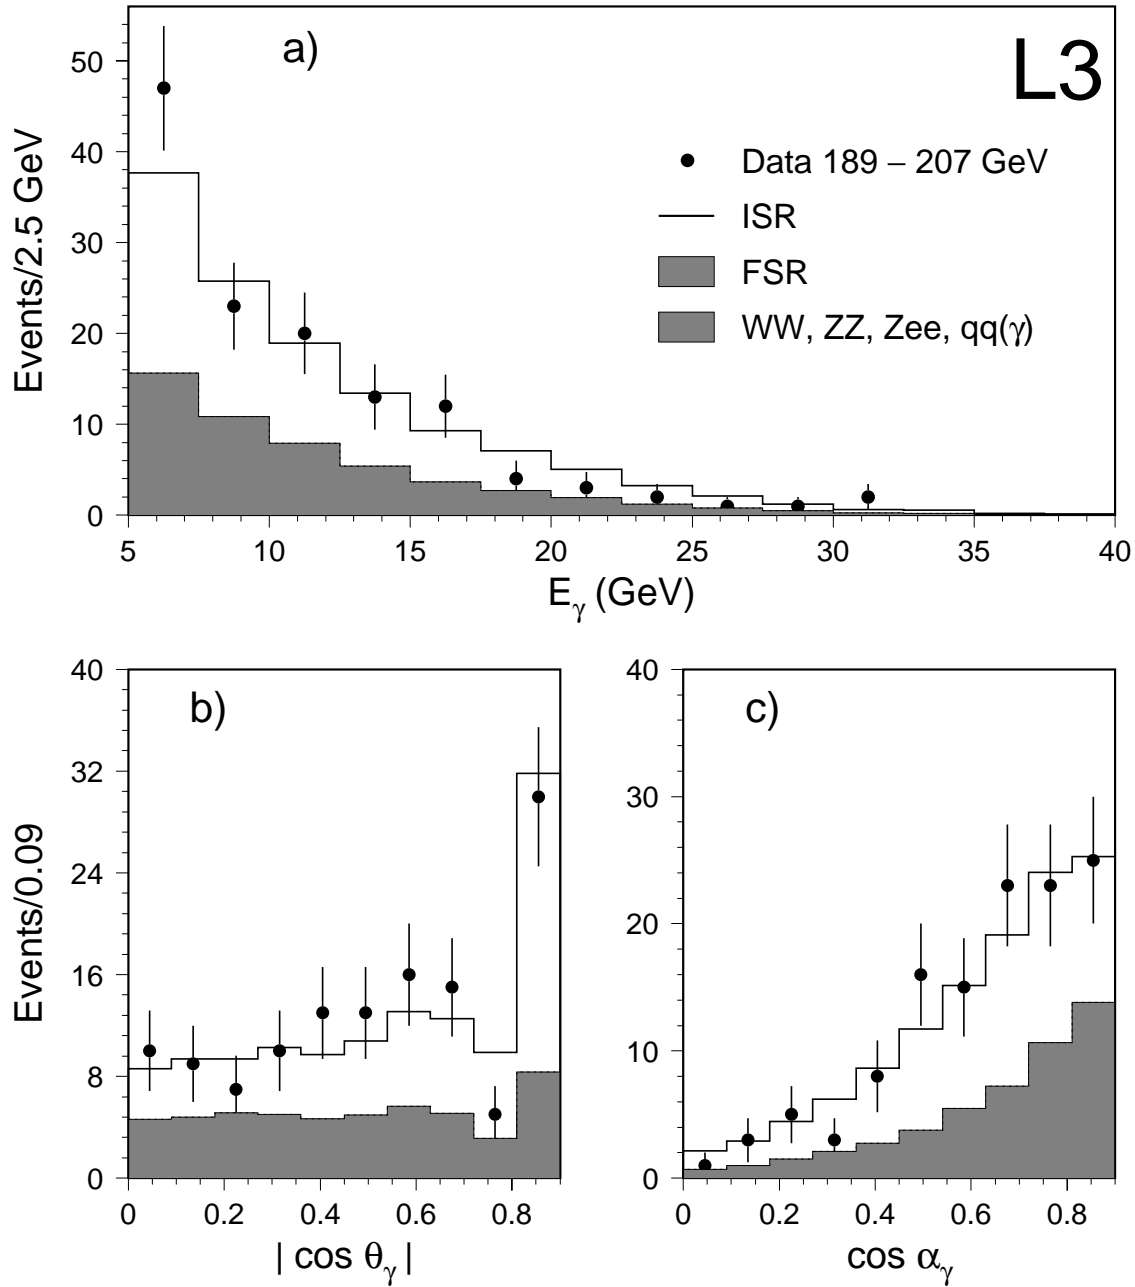 a)
L3
Data 189 – 207 GeV
ISR
FSR
WW, ZZ, Zee, qq(γ)
Events/2.5 GeV
50
40
30
20
10
0
5 10 15 20 25 30 35 40
E_γ (GeV)
b)
Events/0.09
40
32
24
16
8
0
0 0.2 0.4 0.6 0.8
| cos θ_γ |
c)
40
30
20
10
0
0 0.2 0.4 0.6 0.8
cos α_γ